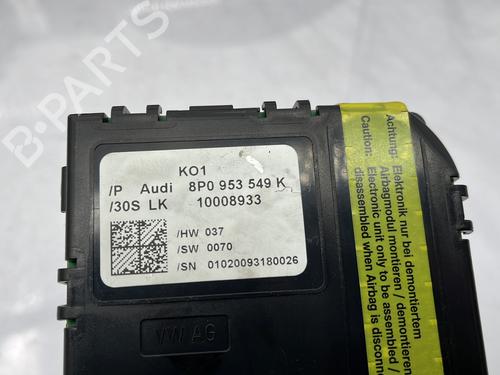 KO1
/P Audi 8P0 953 549 K
/30S LK 10008933
/HW 037
/SW 0070
/SN 01020093180026
VW AG
Achtung: Elektronik nur bei demontiertem
Airbagmodul montieren / demontieren
Caution: Electronic unit only to be assembled /
disassembled when Airbag is disconnec
B-PARTS